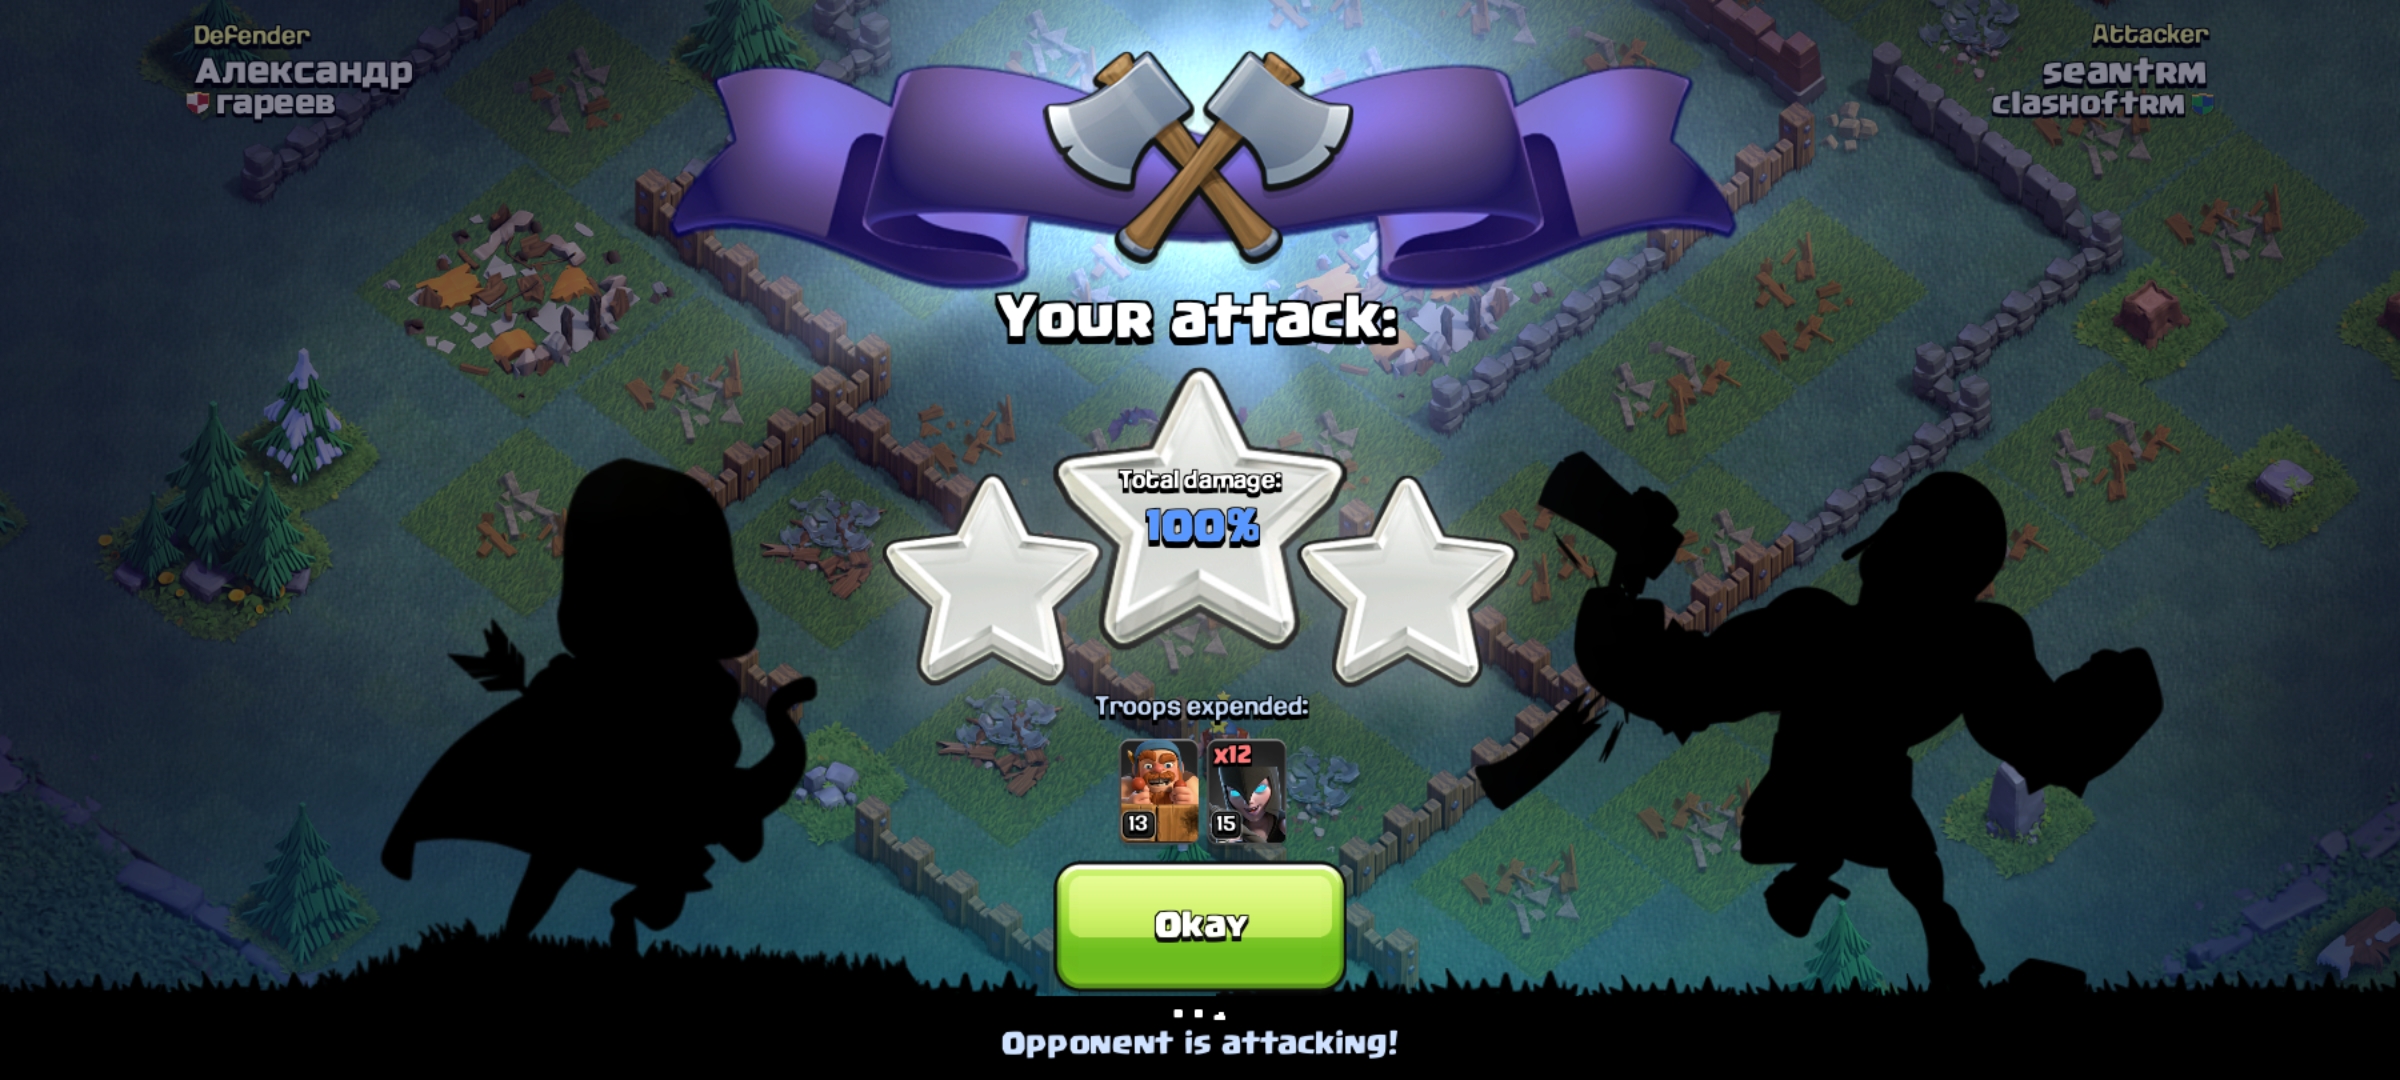 Defender
Александр
гареев
Attacker
seantRM
clashoftRM
Your attack:
Total damage:
100%
Troops expended:
x12
13
15
Okay
Opponent is attacking!